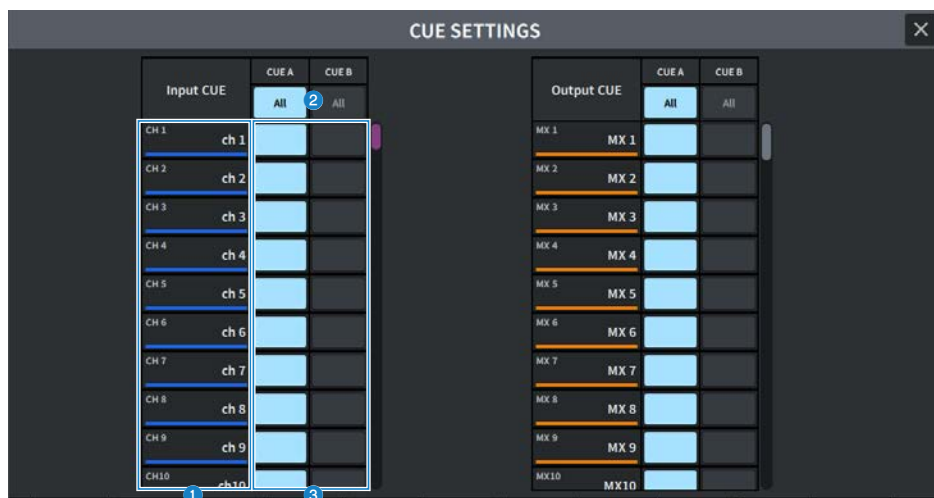 CUE SETTINGS
Input CUE
CUE A CUE B
All 2 All
CH 1 ch 1
CH 2 ch 2
CH 3 ch 3
CH 4 ch 4
CH 5 ch 5
CH 6 ch 6
CH 7 ch 7
CH 8 ch 8
CH 9 ch 9
CH10 ch10
1 3
Output CUE
CUE A CUE B
All All
MX 1 MX 1
MX 2 MX 2
MX 3 MX 3
MX 4 MX 4
MX 5 MX 5
MX 6 MX 6
MX 7 MX 7
MX 8 MX 8
MX 9 MX 9
MX10 MX10